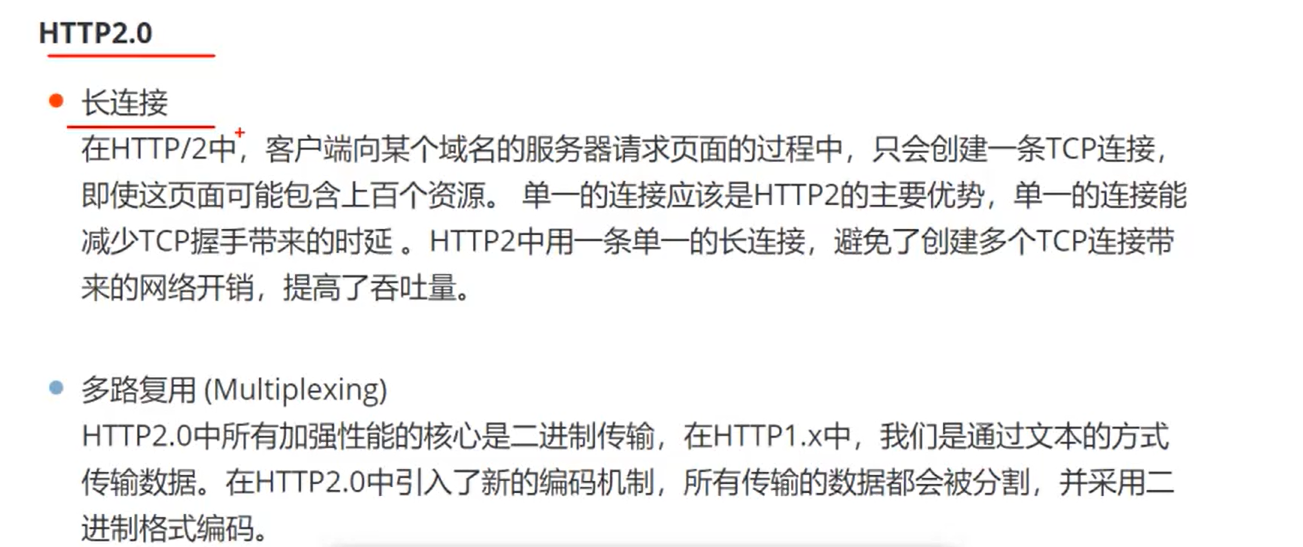 HTTP2.0
长连接
在HTTP/2中，客户端向某个域名的服务器请求页面的过程中，只会创建一条TCP连接，
即使这页面可能包含上百个资源。 单一的连接应该是HTTP2的主要优势，单一的连接能
减少TCP握手带来的时延 。HTTP2中用一条单一的长连接，避免了创建多个TCP连接带
来的网络开销，提高了吞吐量。
多路复用 (Multiplexing)
HTTP2.0中所有加强性能的核心是二进制传输，在HTTP1.x中，我们是通过文本的方式
传输数据。在HTTP2.0中引入了新的编码机制，所有传输的数据都会被分割，并采用二
进制格式编码。